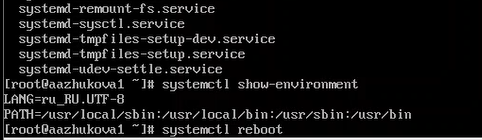 systemd-remount-fs.service
systemd-sysctl.service
systemd-tmpfiles-setup-dev.service
systemd-tmpfiles-setup.service
systemd-udev-settle.service
[root@aazhukova1 ~]# systemctl show-environment
LANG=ru_RU.UTF-8
PATH=/usr/local/sbin:/usr/local/bin:/usr/sbin:/usr/bin
[root@aazhukova1 ~]# systemctl reboot